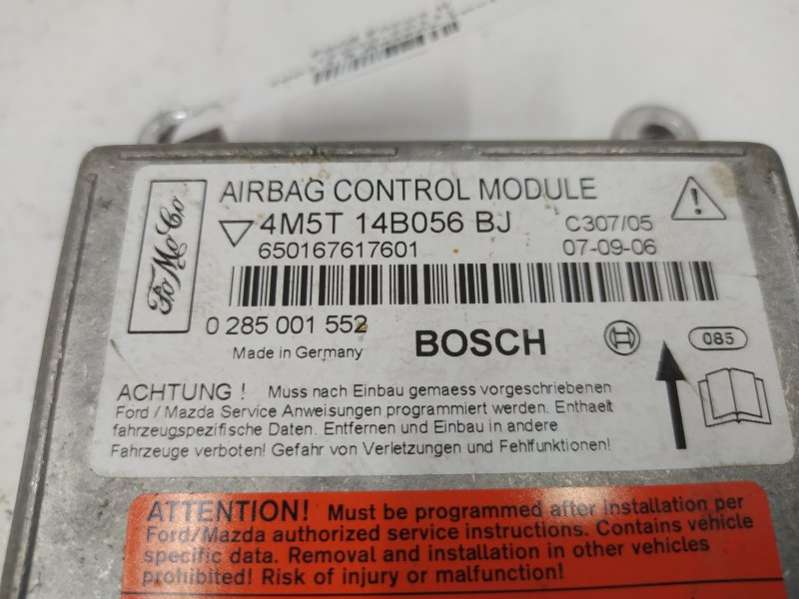 FoMoCo
AIRBAG CONTROL MODULE
4M5T 14B056 BJ
C307/05
650167617601
07-09-06
0 285 001 552
Made in Germany
BOSCH
085
ACHTUNG ! Muss nach Einbau gemaess vorgeschriebenen
Ford / Mazda Service Anweisungen programmiert werden. Enthaelt
fahrzeugspezifische Daten. Entfernen und Einbau in andere
Fahrzeuge verboten! Gefahr von Verletzungen und Fehlfunktionen!
ATTENTION! Must be programmed after installation per
Ford/Mazda authorized service instructions. Contains vehicle
specific data. Removal and installation in other vehicles
prohibited! Risk of injury or malfunction!